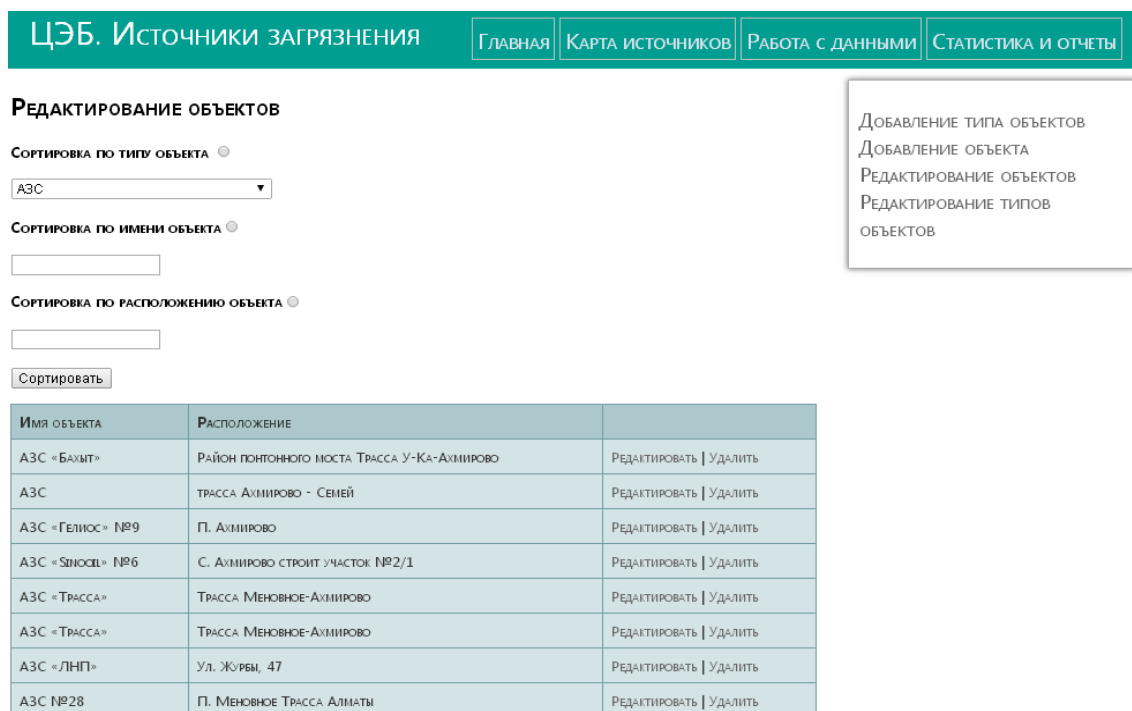 ЦЭБ. Источники загрязнения
Главная
Карта источников
Работа с данными
Статистика и отчеты
Редактирование объектов
Сортировка по типу объекта
АЗС
Сортировка по имени объекта
Сортировка по расположению объекта
Сортировать
Добавление типа объектов
Добавление объекта
Редактирование объектов
Редактирование типов
объектов
Имя объекта Расположение
АЗС «Бахыт» Район понтонного моста Трасса У-Ка-Ахмирово Редактировать | Удалить
АЗС трасса Ахмирово - Семей Редактировать | Удалить
АЗС «Гелиос» №9 П. Ахмирово Редактировать | Удалить
АЗС «Sinooil» №6 С. Ахмирово строит участок №2/1 Редактировать | Удалить
АЗС «Трасса» Трасса Меновное-Ахмирово Редактировать | Удалить
АЗС «Трасса» Трасса Меновное-Ахмирово Редактировать | Удалить
АЗС «ЛНП» Ул. Журбы, 47 Редактировать | Удалить
АЗС №28 П. Меновное Трасса Алматы Редактировать | Удалить